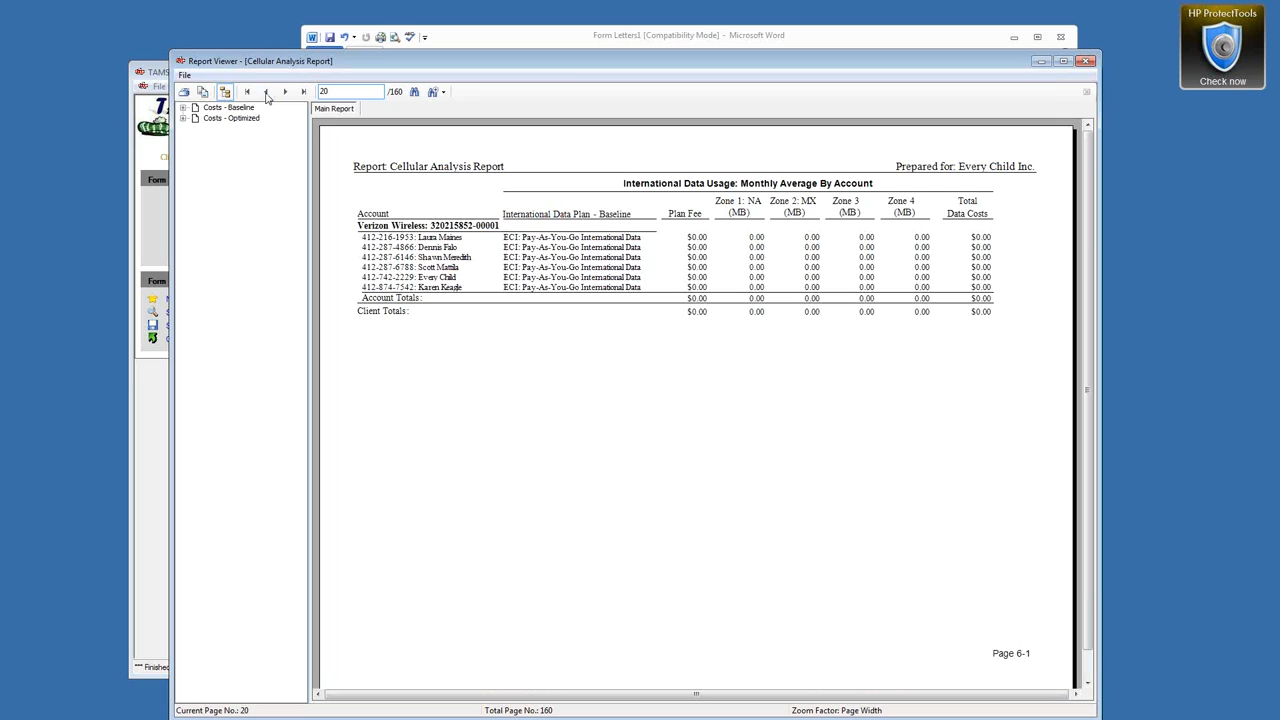 HP ProtectTools
Check now
Form Letters1 [Compatibility Mode] - Microsoft Word
TAMS
File
Form
Form
*** Finished
Report Viewer - [Cellular Analysis Report]
File
20 /160
Costs - Baseline
Costs - Optimized
Main Report
Report: Cellular Analysis Report Prepared for: Every Child Inc.
International Data Usage: Monthly Average By Account
Zone 1: NA Zone 2: MX Zone 3 Zone 4 Total
Account International Data Plan - Baseline Plan Fee (MB) (MB) (MB) (MB) Data Costs
Verizon Wireless: 320215852-00001
412-216-1953: Laura Maines ECI: Pay-As-You-Go International Data $0.00 0.00 0.00 0.00 0.00 $0.00
412-287-4866: Dennis Falo ECI: Pay-As-You-Go International Data $0.00 0.00 0.00 0.00 0.00 $0.00
412-287-6146: Shawn Meredith ECI: Pay-As-You-Go International Data $0.00 0.00 0.00 0.00 0.00 $0.00
412-287-6788: Scott Mattila ECI: Pay-As-You-Go International Data $0.00 0.00 0.00 0.00 0.00 $0.00
412-742-2229: Every Child ECI: Pay-As-You-Go International Data $0.00 0.00 0.00 0.00 0.00 $0.00
412-874-7542: Karen Keagle ECI: Pay-As-You-Go International Data $0.00 0.00 0.00 0.00 0.00 $0.00
Account Totals: $0.00 0.00 0.00 0.00 0.00 $0.00
Client Totals: $0.00 0.00 0.00 0.00 0.00 $0.00
Page 6-1
Current Page No.: 20 Total Page No.: 160 Zoom Factor: Page Width